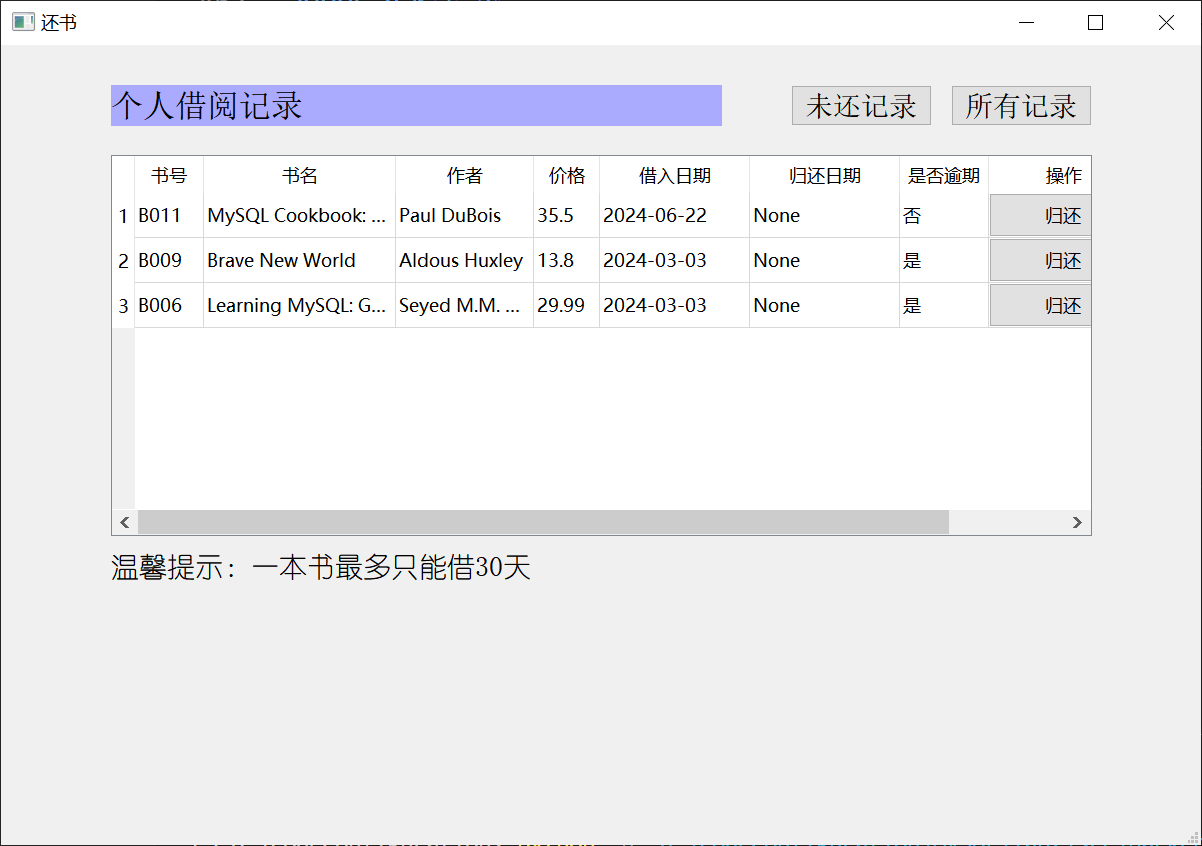 还书
个人借阅记录 未还记录 所有记录
书号 书名 作者 价格 借入日期 归还日期 是否逾期 操作
1 B011 MySQL Cookbook: ... Paul DuBois 35.5 2024-06-22 None 否 归还
2 B009 Brave New World Aldous Huxley 13.8 2024-03-03 None 是 归还
3 B006 Learning MySQL: G... Seyed M.M. ... 29.99 2024-03-03 None 是 归还
温馨提示：一本书最多只能借30天